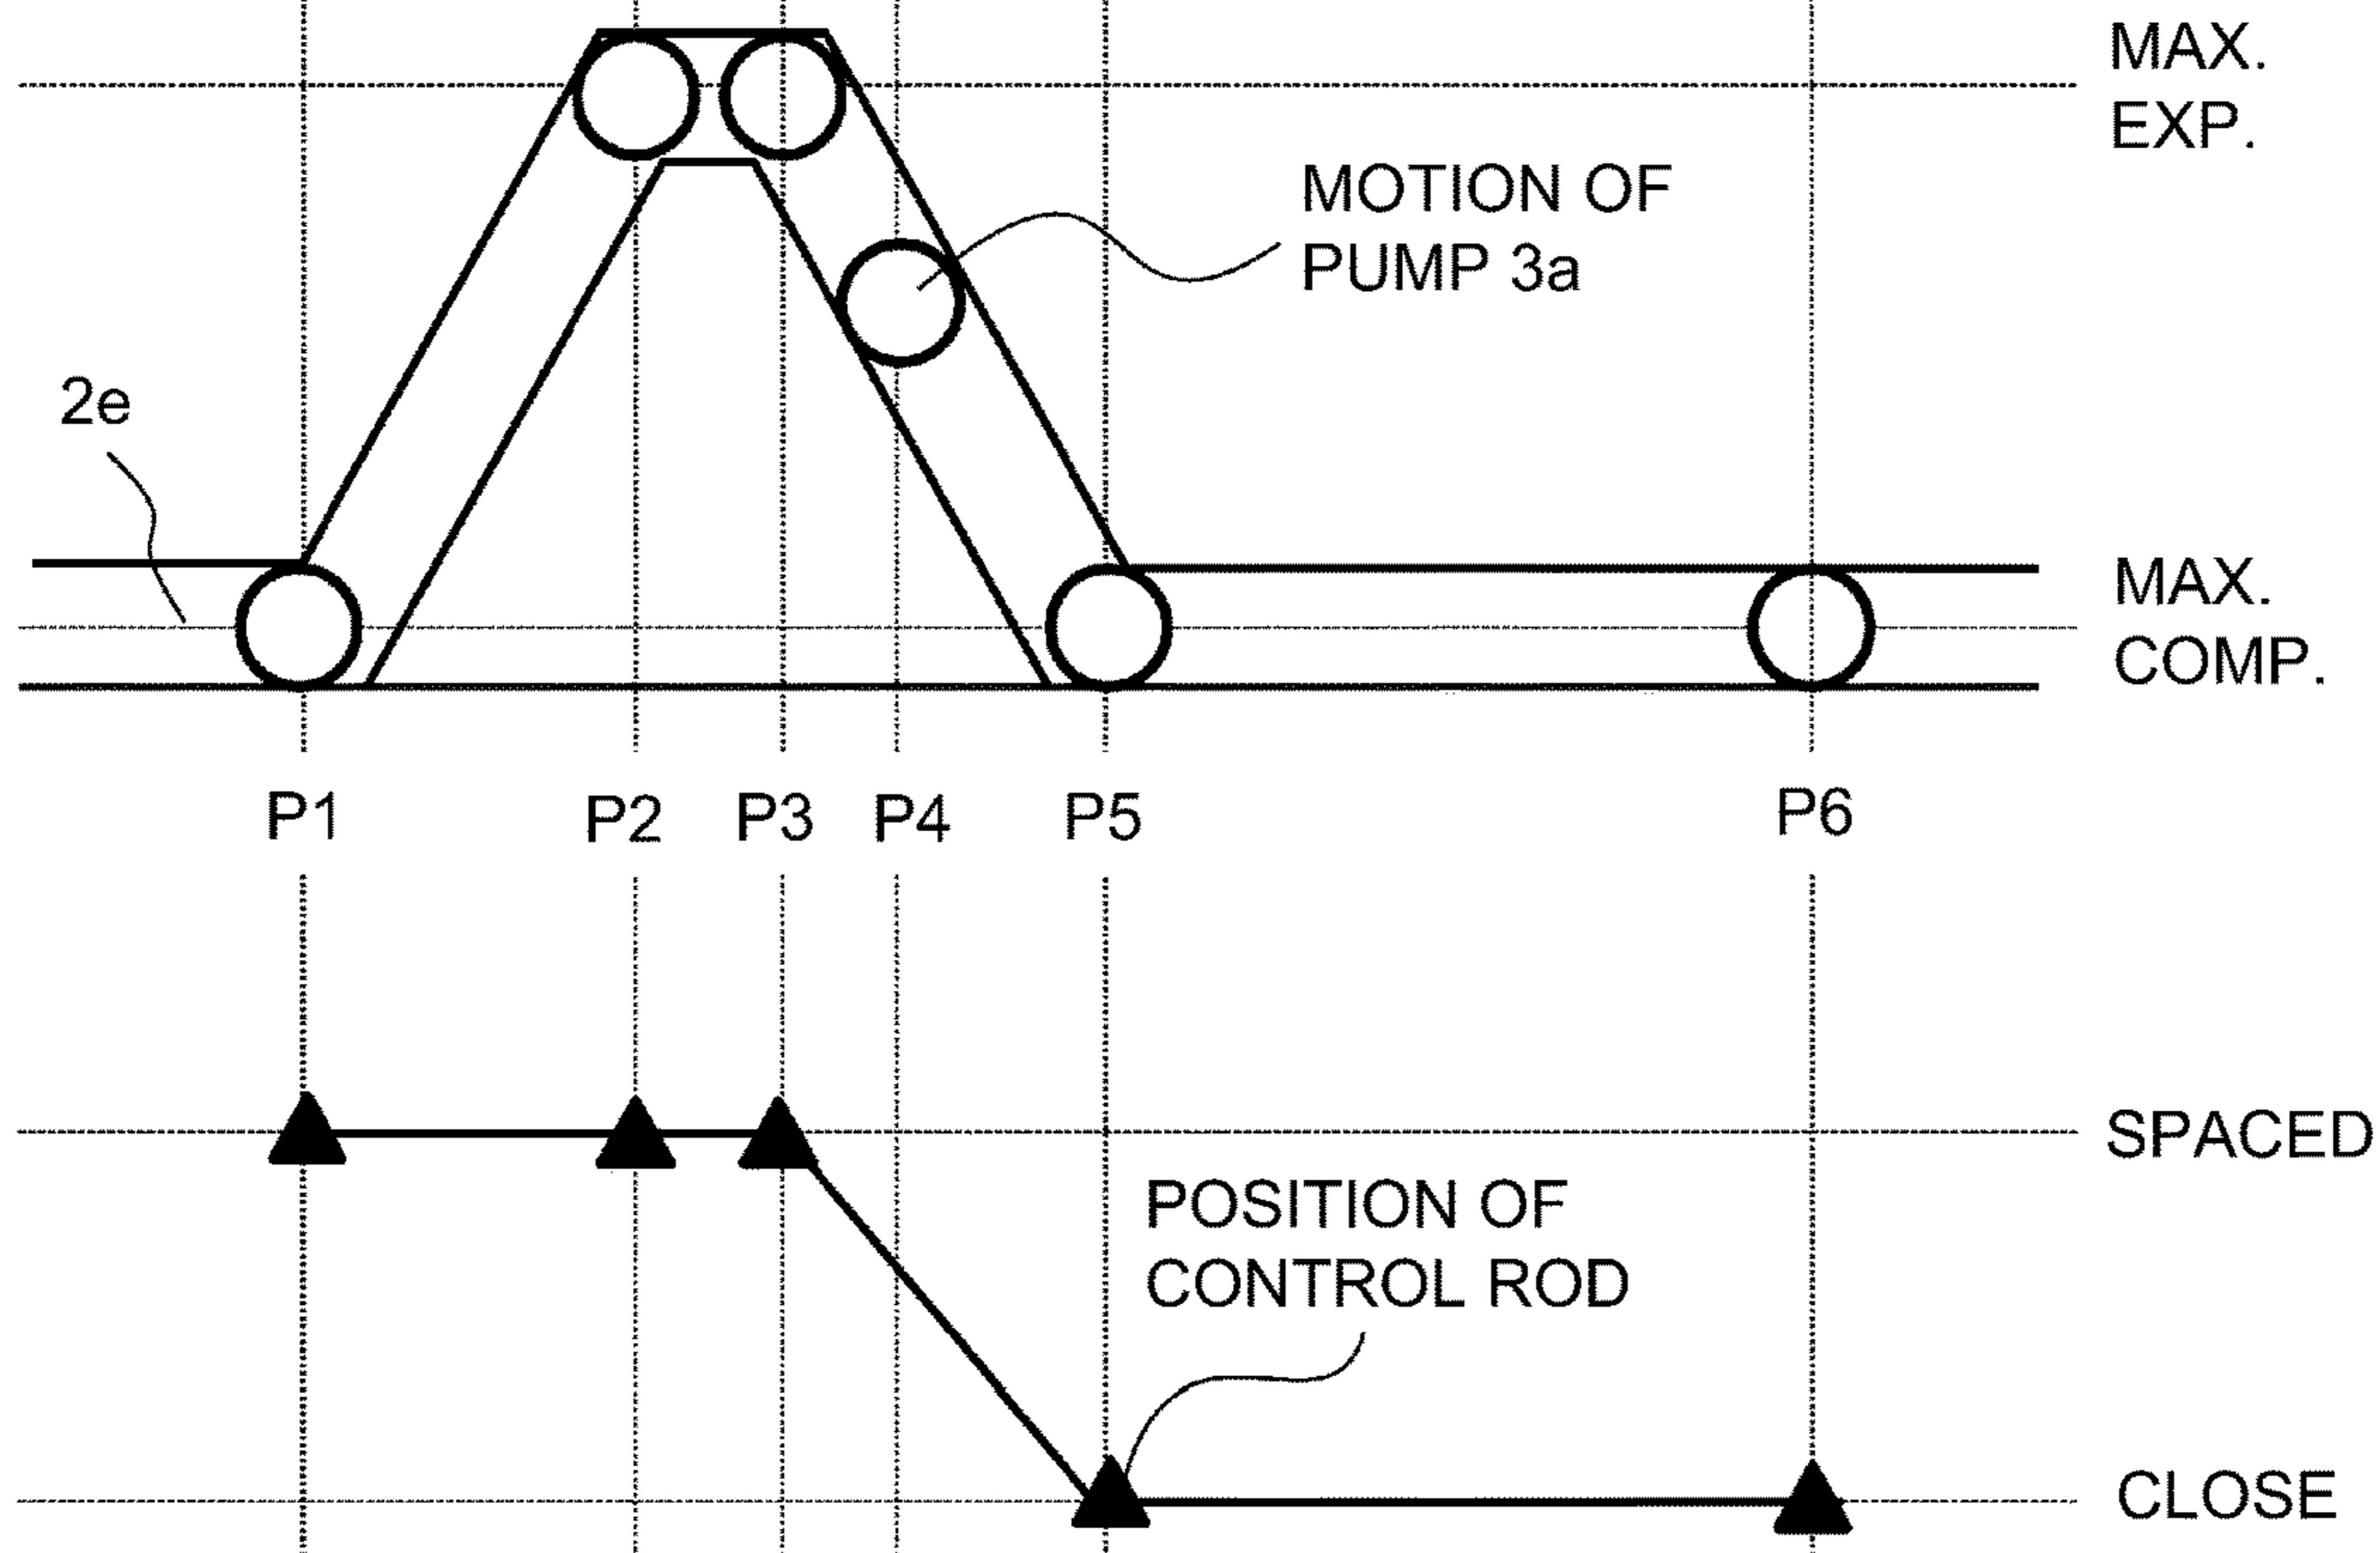 MAX.
EXP.
MOTION OF
PUMP 3a
2e
MAX.
COMP.
P1 P2 P3 P4 P5 P6
SPACED
POSITION OF
CONTROL ROD
CLOSE